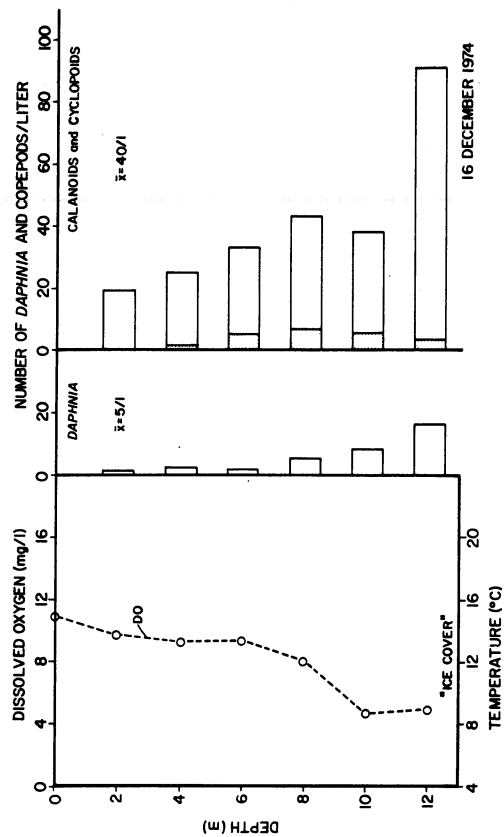 DISSOLVED OXYGEN (mg/l)
NUMBER OF DAPHNIA AND COPEPODS/LITER
0 4 8 12 16
0 20
0 20 40 60 80 100
DAPHNIA
CALANOIDS and CYCLOPOIDS
x̄=5/l
x̄=40/l
DO
DEPTH (m)
0
2
4
6
8
10
12
"ICE COVER"
4 8 12 16 20
TEMPERATURE (°C)
16 DECEMBER 1974